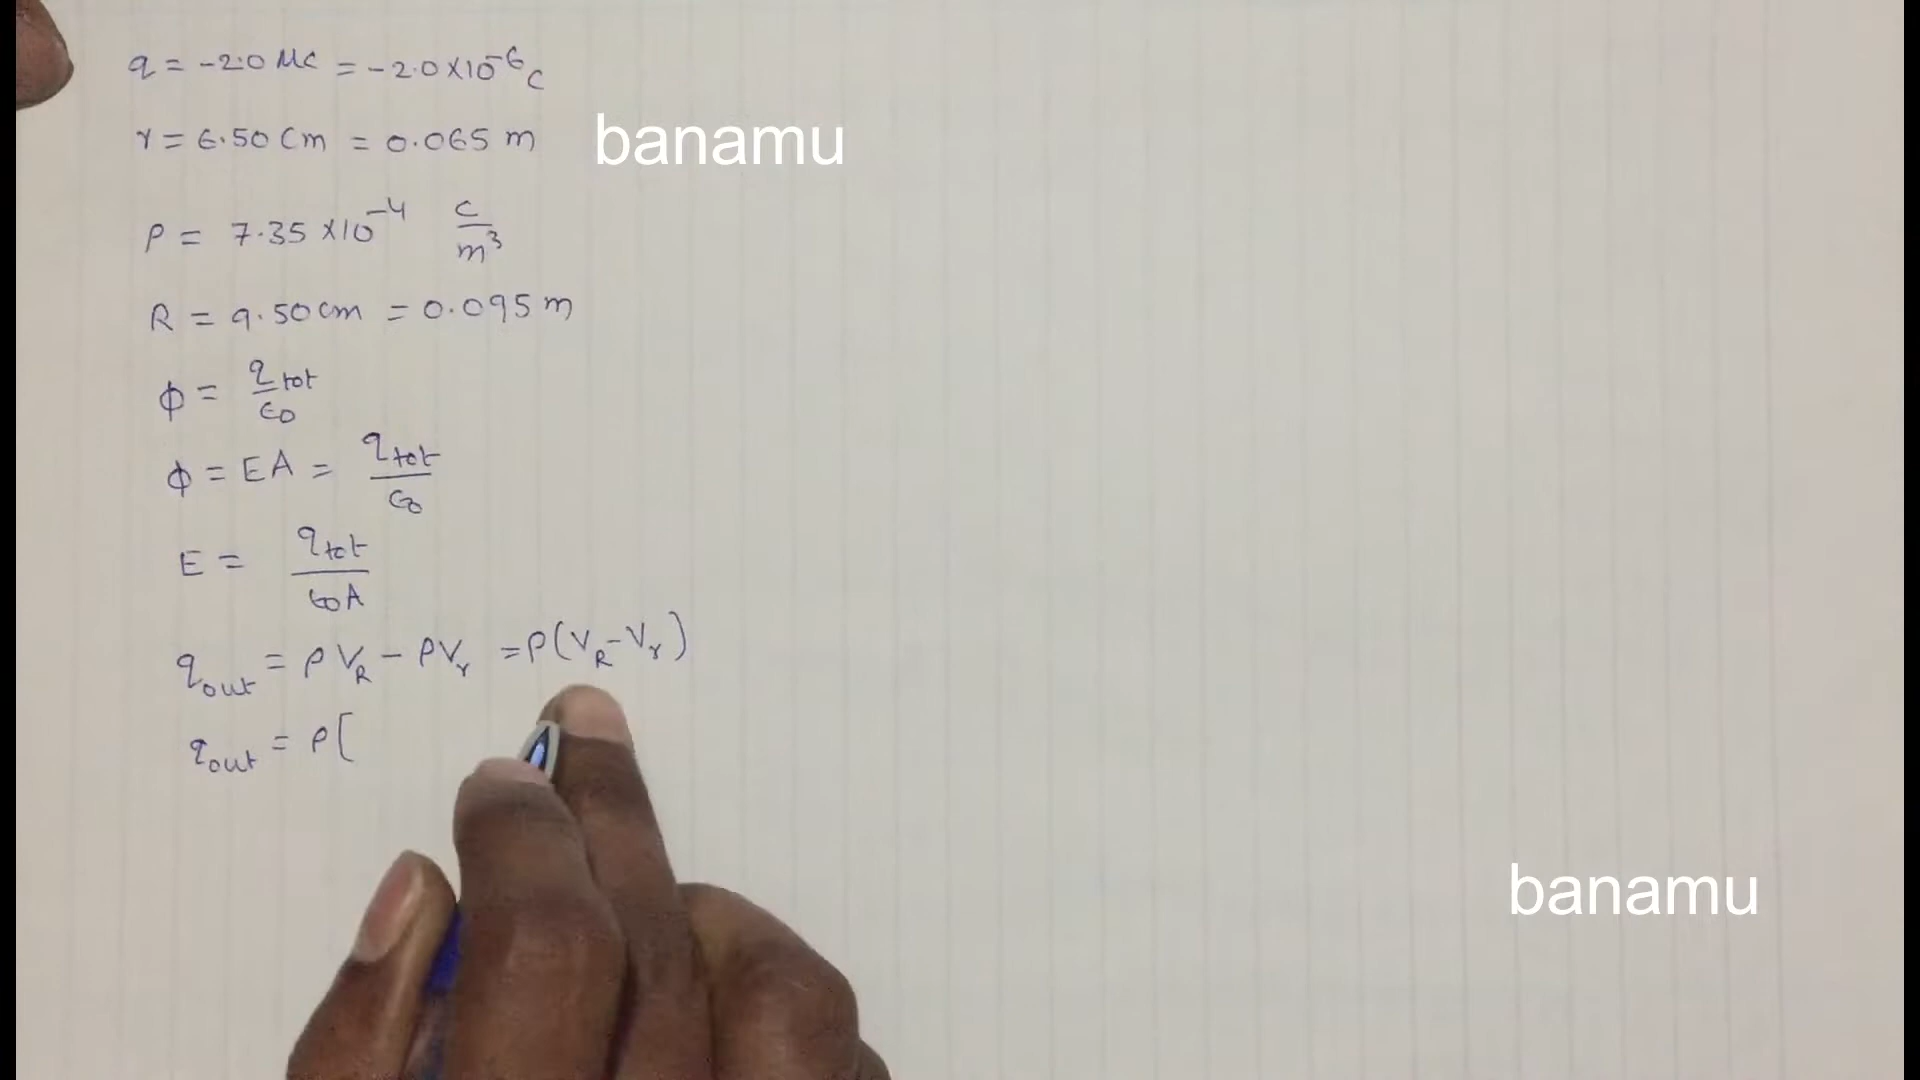 q = -2.0 μc = -2.0×10⁻⁶ c
r = 6.50 cm = 0.065 m
banamu
ρ = 7.35 ×10⁻⁴ c/m³
R = 9.50 cm = 0.095 m
ϕ = q_tot/ϵ₀
ϕ = EA = q_tot/ϵ₀
E = q_tot/ϵ₀A
q_out = ρV_R - ρV_r = ρ(V_R - V_r)
q_out = ρ[
banamu